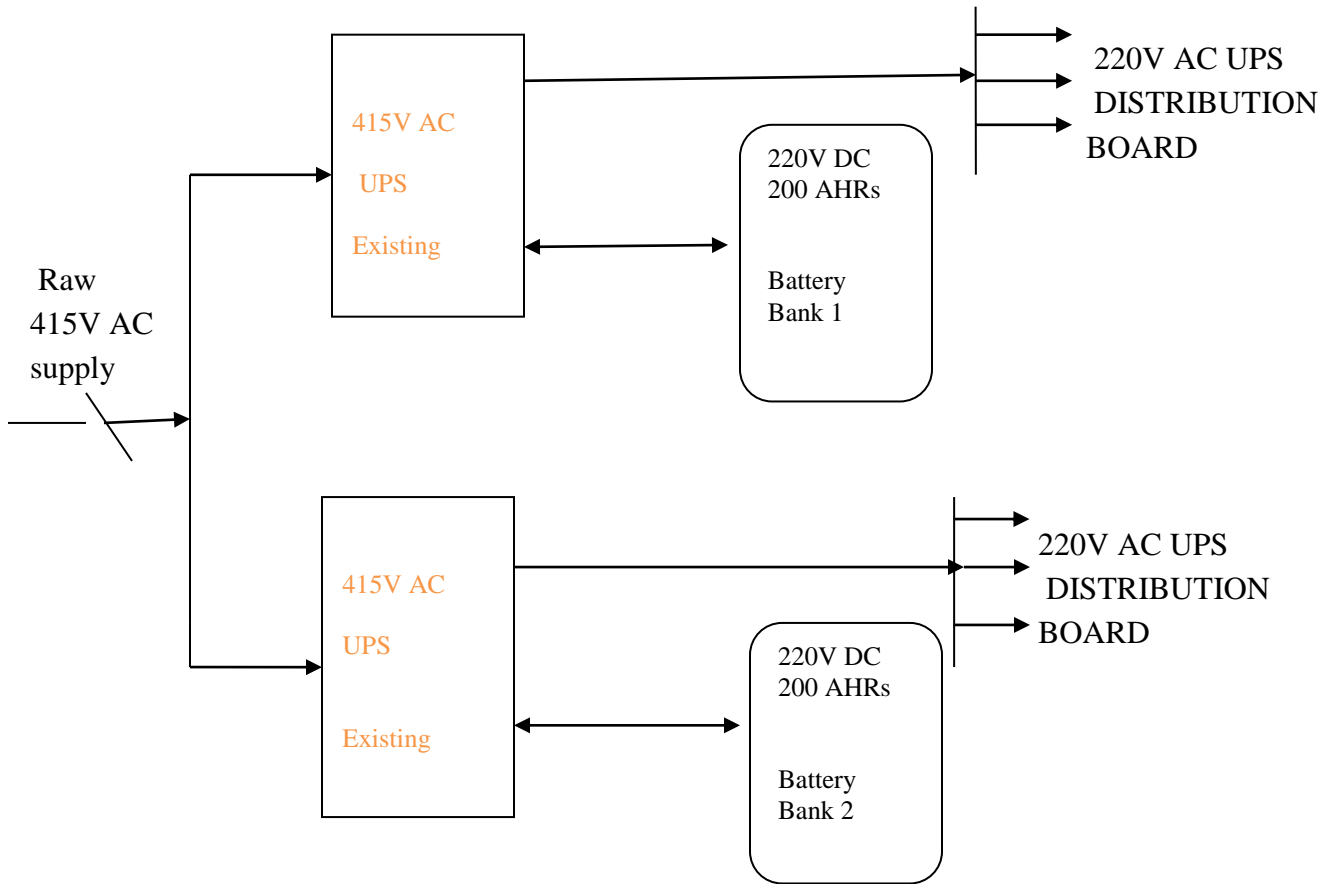 Raw
415V AC
supply
415V AC
UPS
Existing
220V DC
200 AHRs
Battery
Bank 1
220V AC UPS
DISTRIBUTION
BOARD
415V AC
UPS
Existing
220V DC
200 AHRs
Battery
Bank 2
220V AC UPS
DISTRIBUTION
BOARD